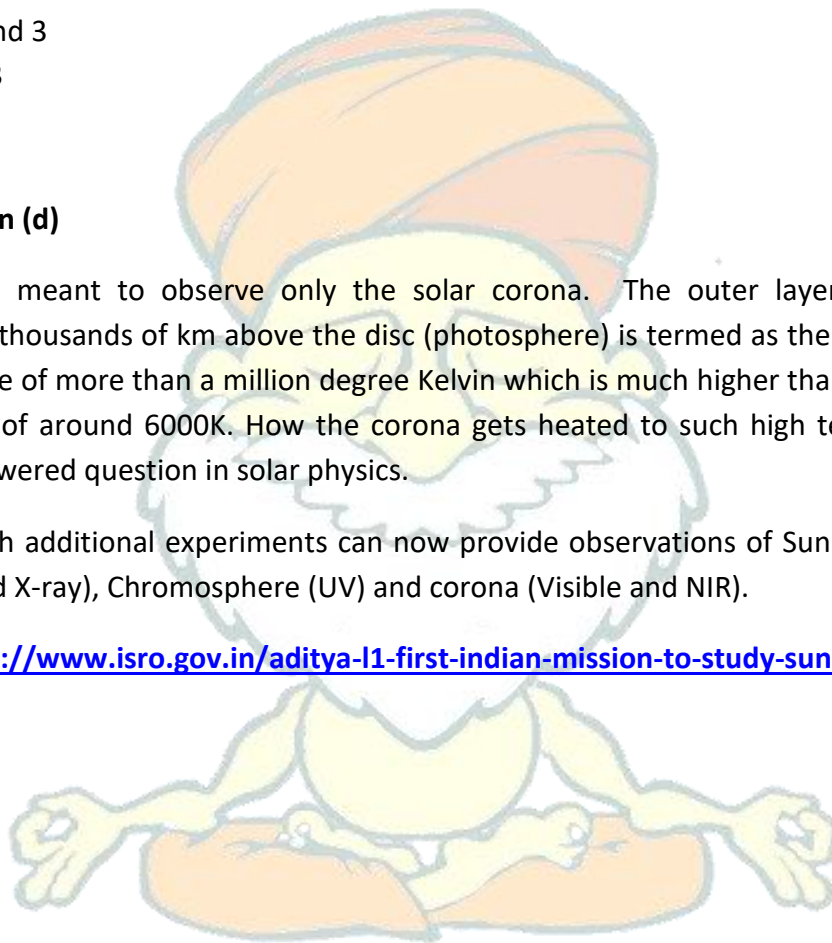 nd 3
n (d)
meant to observe only the solar corona. The outer layer
thousands of km above the disc (photosphere) is termed as the
e of more than a million degree Kelvin which is much higher tha
of around 6000K. How the corona gets heated to such high te
wered question in solar physics.
h additional experiments can now provide observations of Sun
d X-ray), Chromosphere (UV) and corona (Visible and NIR).
://www.isro.gov.in/aditya-l1-first-indian-mission-to-study-sun